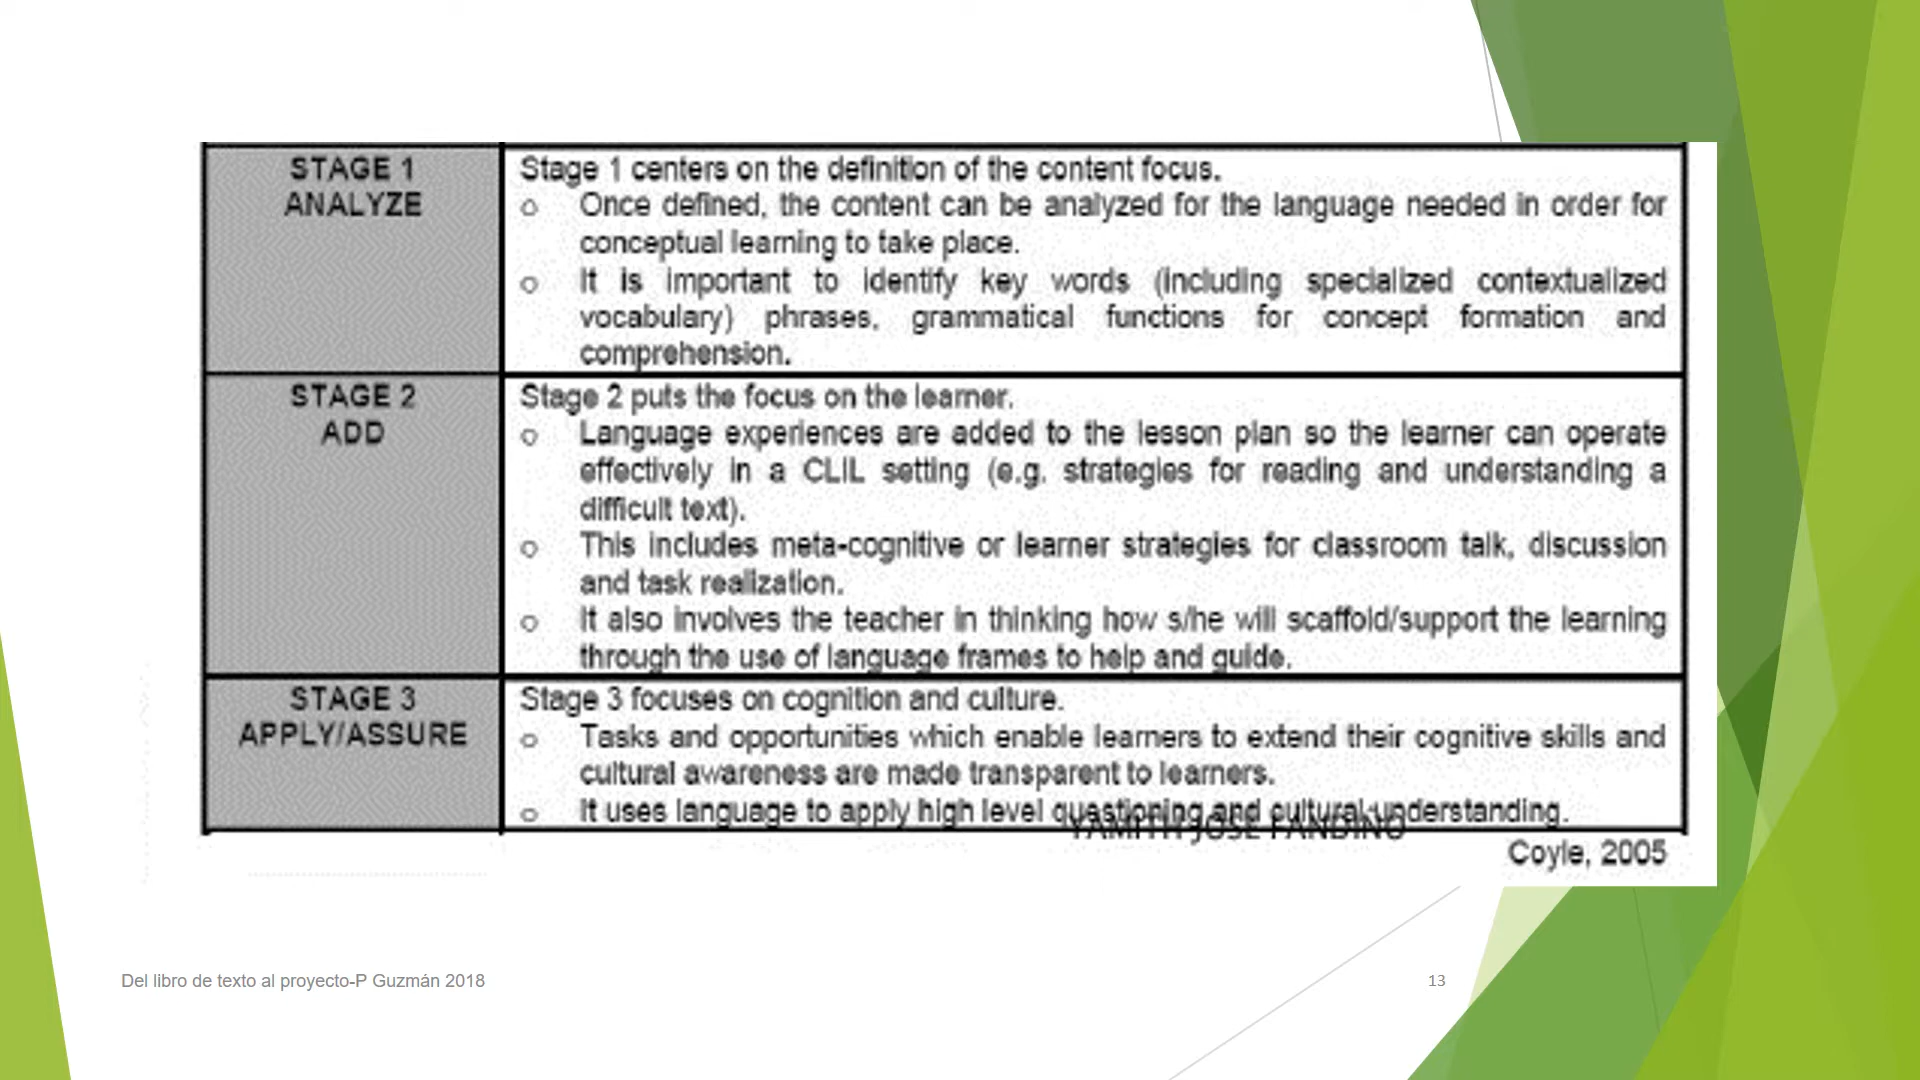 STAGE 1
ANALYZE
Stage 1 centers on the definition of the content focus.
o Once defined, the content can be analyzed for the language needed in order for
conceptual learning to take place.
o It is important to identify key words (including specialized contextualized
vocabulary) phrases, grammatical functions for concept formation and
comprehension.
STAGE 2
ADD
Stage 2 puts the focus on the learner.
o Language experiences are added to the lesson plan so the learner can operate
effectively in a CLIL setting (e.g. strategies for reading and understanding a
difficult text).
o This includes meta-cognitive or learner strategies for classroom talk, discussion
and task realization.
o It also involves the teacher in thinking how s/he will scaffold/support the learning
through the use of language frames to help and guide.
STAGE 3
APPLY/ASSURE
Stage 3 focuses on cognition and culture.
o Tasks and opportunities which enable learners to extend their cognitive skills and
cultural awareness are made transparent to learners.
o It uses language to apply high level questioning and cultural understanding.
YAMITH JOSE FANDINO
Coyle, 2005
Del libro de texto al proyecto-P Guzmán 2018
13